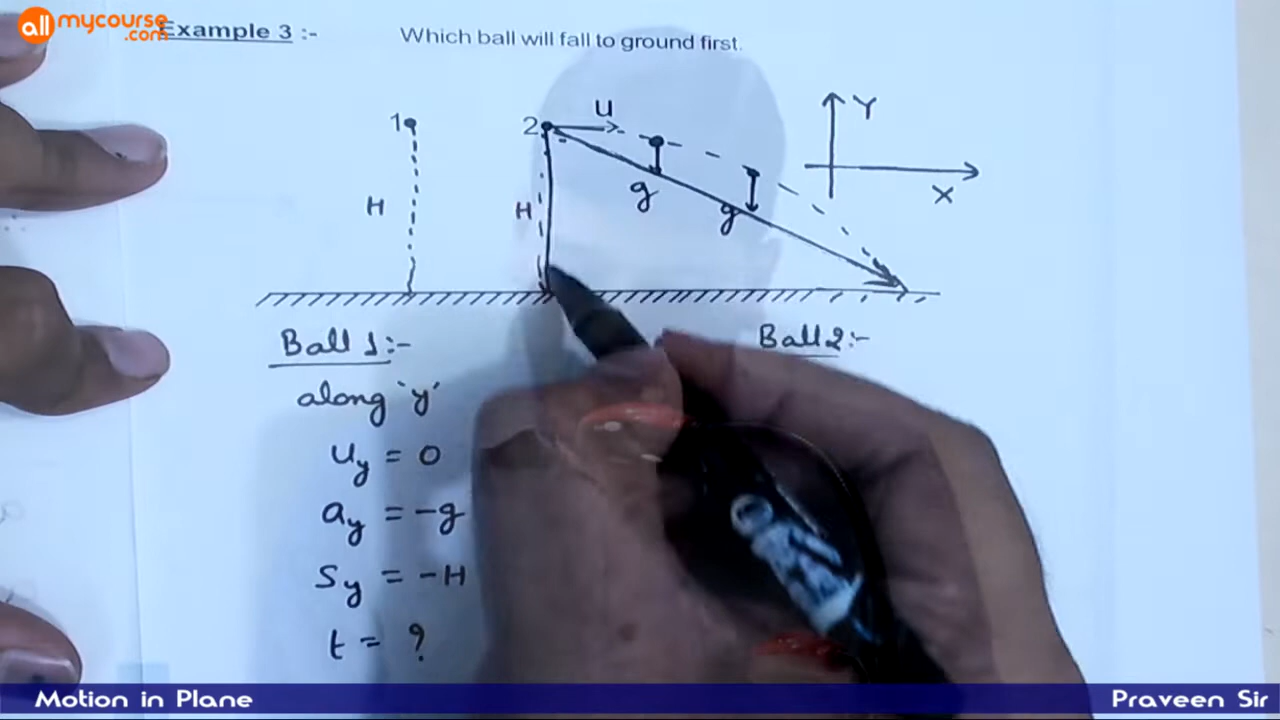 allmycourse.com
Example 3 :- Which ball will fall to ground first.
1
2
u
Y
X
H
H
g
g
Ball 1:-
Ball 2:-
along 'y'
uy = 0
ay = -g
sy = -H
t = ?
Motion in Plane
Praveen Sir